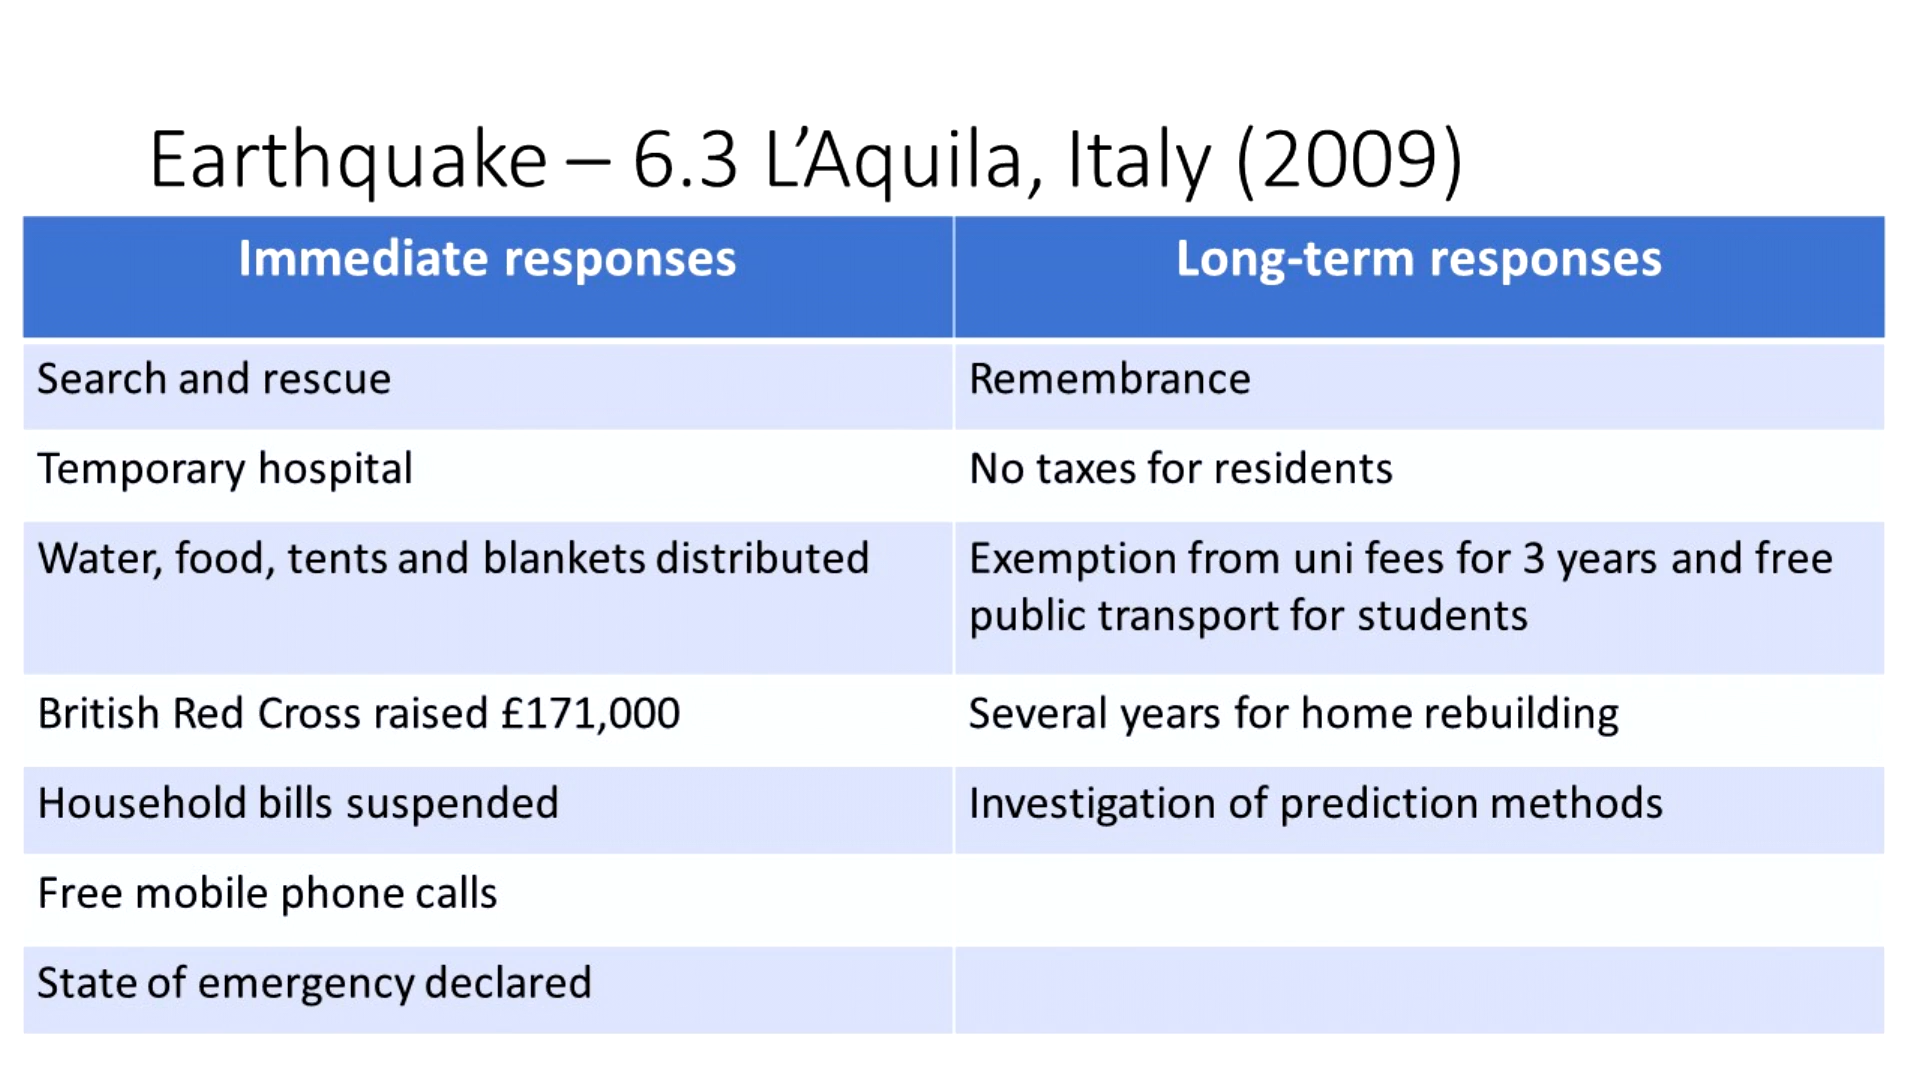 Earthquake – 6.3 L’Aquila, Italy (2009)
Immediate responses
Long-term responses
Search and rescue
Remembrance
Temporary hospital
No taxes for residents
Water, food, tents and blankets distributed
Exemption from uni fees for 3 years and free
public transport for students
British Red Cross raised £171,000
Several years for home rebuilding
Household bills suspended
Investigation of prediction methods
Free mobile phone calls
State of emergency declared